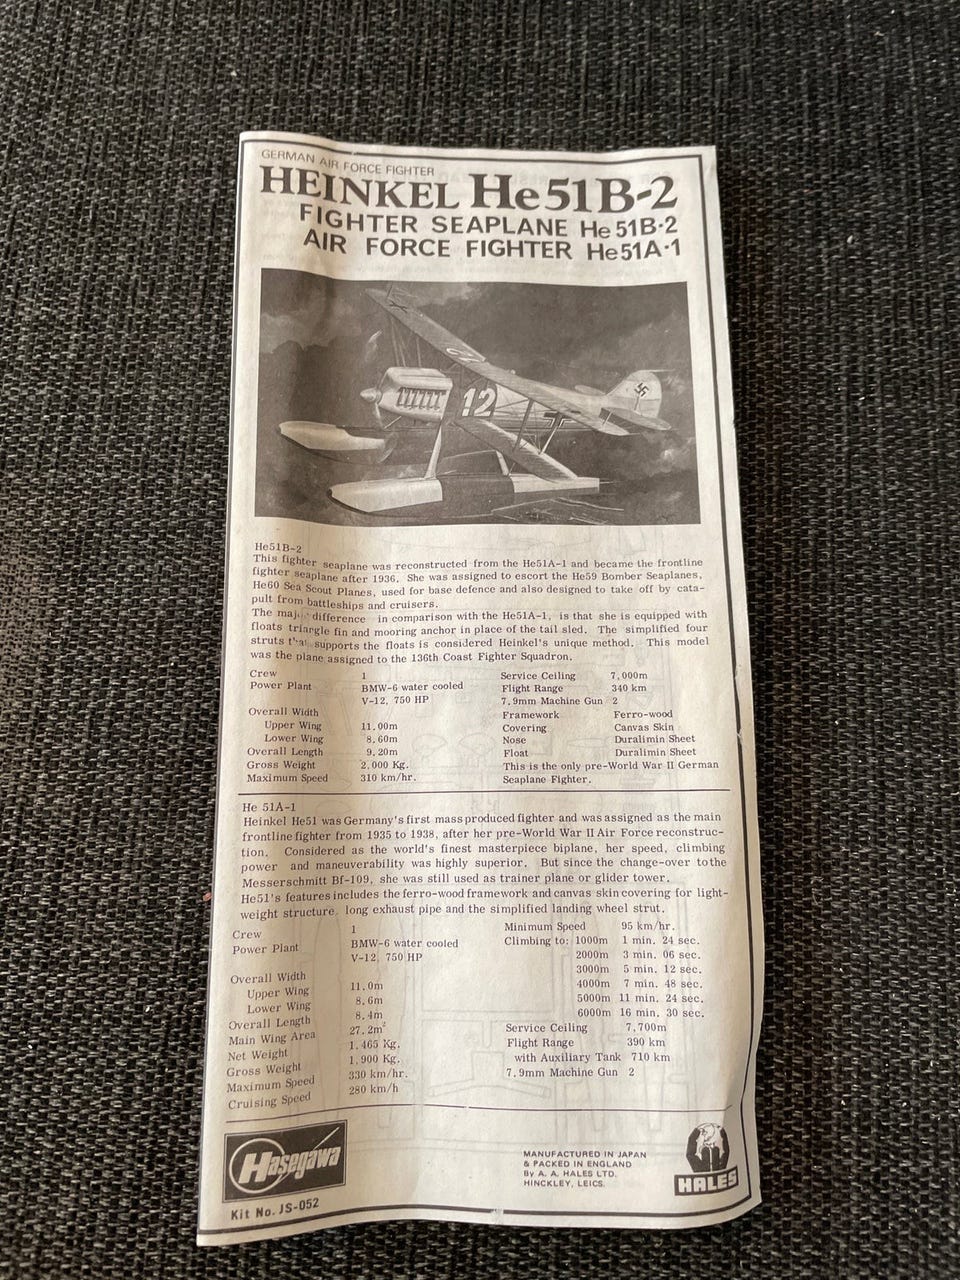 GERMAN AIR FORCE FIGHTER
HEINKEL He51B-2
FIGHTER SEAPLANE He51B-2
AIR FORCE FIGHTER He51A-1
12
He51B-2
This fighter seaplane was reconstructed from the He51A-1 and became the frontline
fighter seaplane after 1936. She was assigned to escort the He59 Bomber Seaplanes,
He60 Sea Scout Planes, used for base defence and also designed to take off by cata-
pult from battleships and cruisers.
The major difference in comparison with the He51A-1, is that she is equipped with
floats triangle fin and mooring anchor in place of the tail sled. The simplified four
struts that supports the floats is considered Heinkel's unique method. This model
was the plane assigned to the 136th Coast Fighter Squadron.
Crew 1
Power Plant BMW-6 water cooled
V-12, 750 HP
Overall Width
Upper Wing 11.00m
Lower Wing 8.60m
Overall Length 9.20m
Gross Weight 2.000 Kg.
Maximum Speed 310 km/hr.
Service Ceiling 7,000m
Flight Range 340 km
7.9mm Machine Gun 2
Framework Ferro-wood
Covering Canvas Skin
Nose Duralimin Sheet
Float Duralimin Sheet
This is the only pre-World War II German
Seaplane Fighter.
He 51A-1
Heinkel He51 was Germany's first mass produced fighter and was assigned as the main
frontline fighter from 1935 to 1938, after her pre-World War II Air Force reconstruc-
tion. Considered as the world's finest masterpiece biplane, her speed, climbing
power and maneuverability was highly superior. But since the change-over to the
Messerschmitt Bf-109, she was still used as trainer plane or glider tower.
He51's features includes the ferro-wood framework and canvas skin covering for light-
weight structure, long exhaust pipe and the simplified landing wheel strut.
Crew 1
Power Plant BMW-6 water cooled
V-12, 750 HP
Overall Width
Upper Wing 11.0m
Lower Wing 8.6m
Overall Length 8.4m
Main Wing Area 27.2m²
Net Weight 1,465 Kg.
Gross Weight 1,900 Kg.
Maximum Speed 330 km/hr.
Cruising Speed 280 km/h
Minimum Speed 95 km/hr.
Climbing to: 1000m 1 min. 24 sec.
2000m 3 min. 06 sec.
3000m 5 min. 12 sec.
4000m 7 min. 48 sec.
5000m 11 min. 24 sec.
6000m 16 min. 30 sec.
Service Ceiling 7,700m
Flight Range 390 km
with Auxiliary Tank 710 km
7.9mm Machine Gun 2
Hasegawa
Kit No. JS-052
MANUFACTURED IN JAPAN
& PACKED IN ENGLAND
By A. A. HALES LTD.
HINCKLEY, LEICS.
HALES